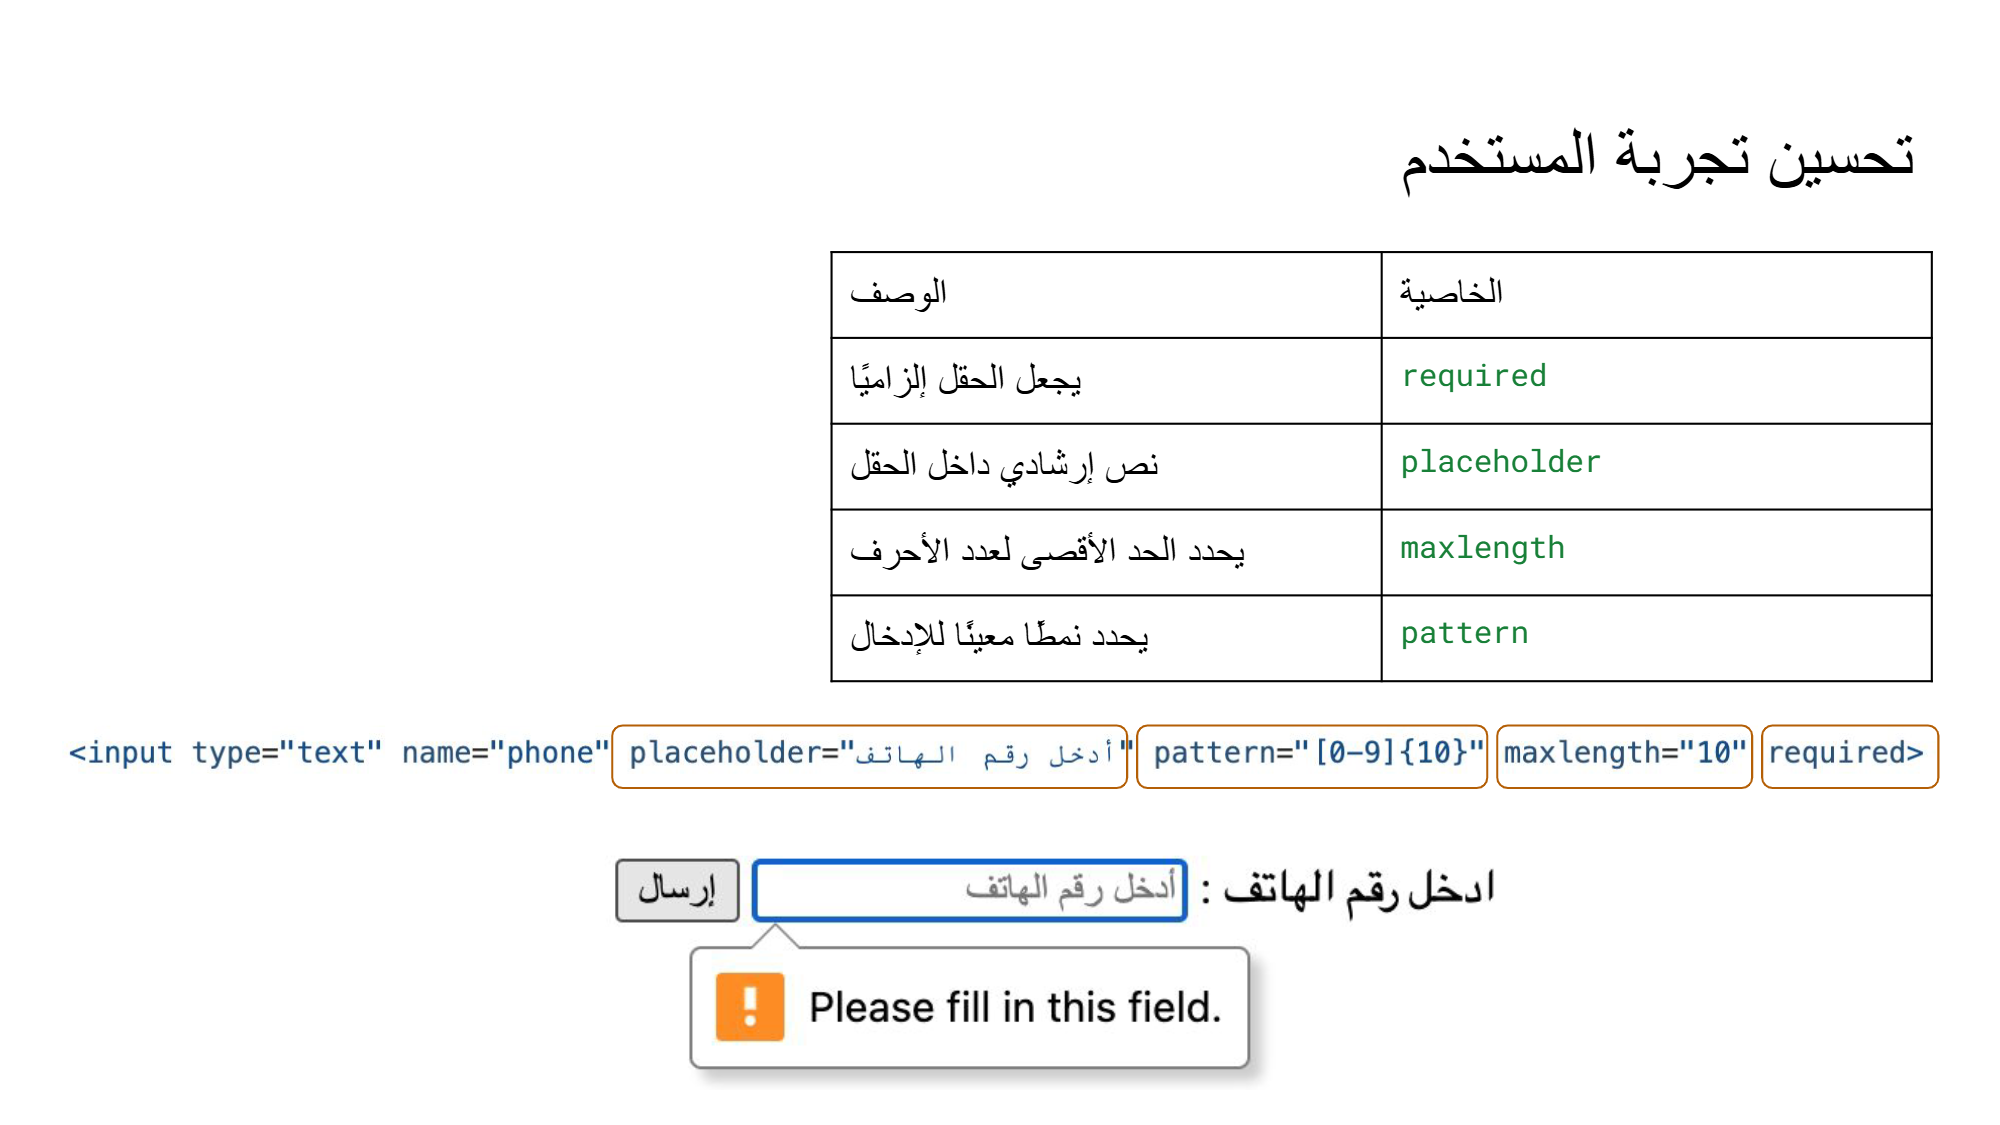 تحسين تجربة المستخدم
الخاصية
الوصف
required
يجعل الحقل إلزاميًا
placeholder
نص إرشادي داخل الحقل
maxlength
يحدد الحد الأقصى لعدد الأحرف
pattern
يحدد نمطًا معينًا للإدخال
<input type="text" name="phone" placeholder="أدخل رقم الهاتف" pattern="[0-9]{10}" maxlength="10" required>
ادخل رقم الهاتف : أدخل رقم الهاتف إرسال
Please fill in this field.